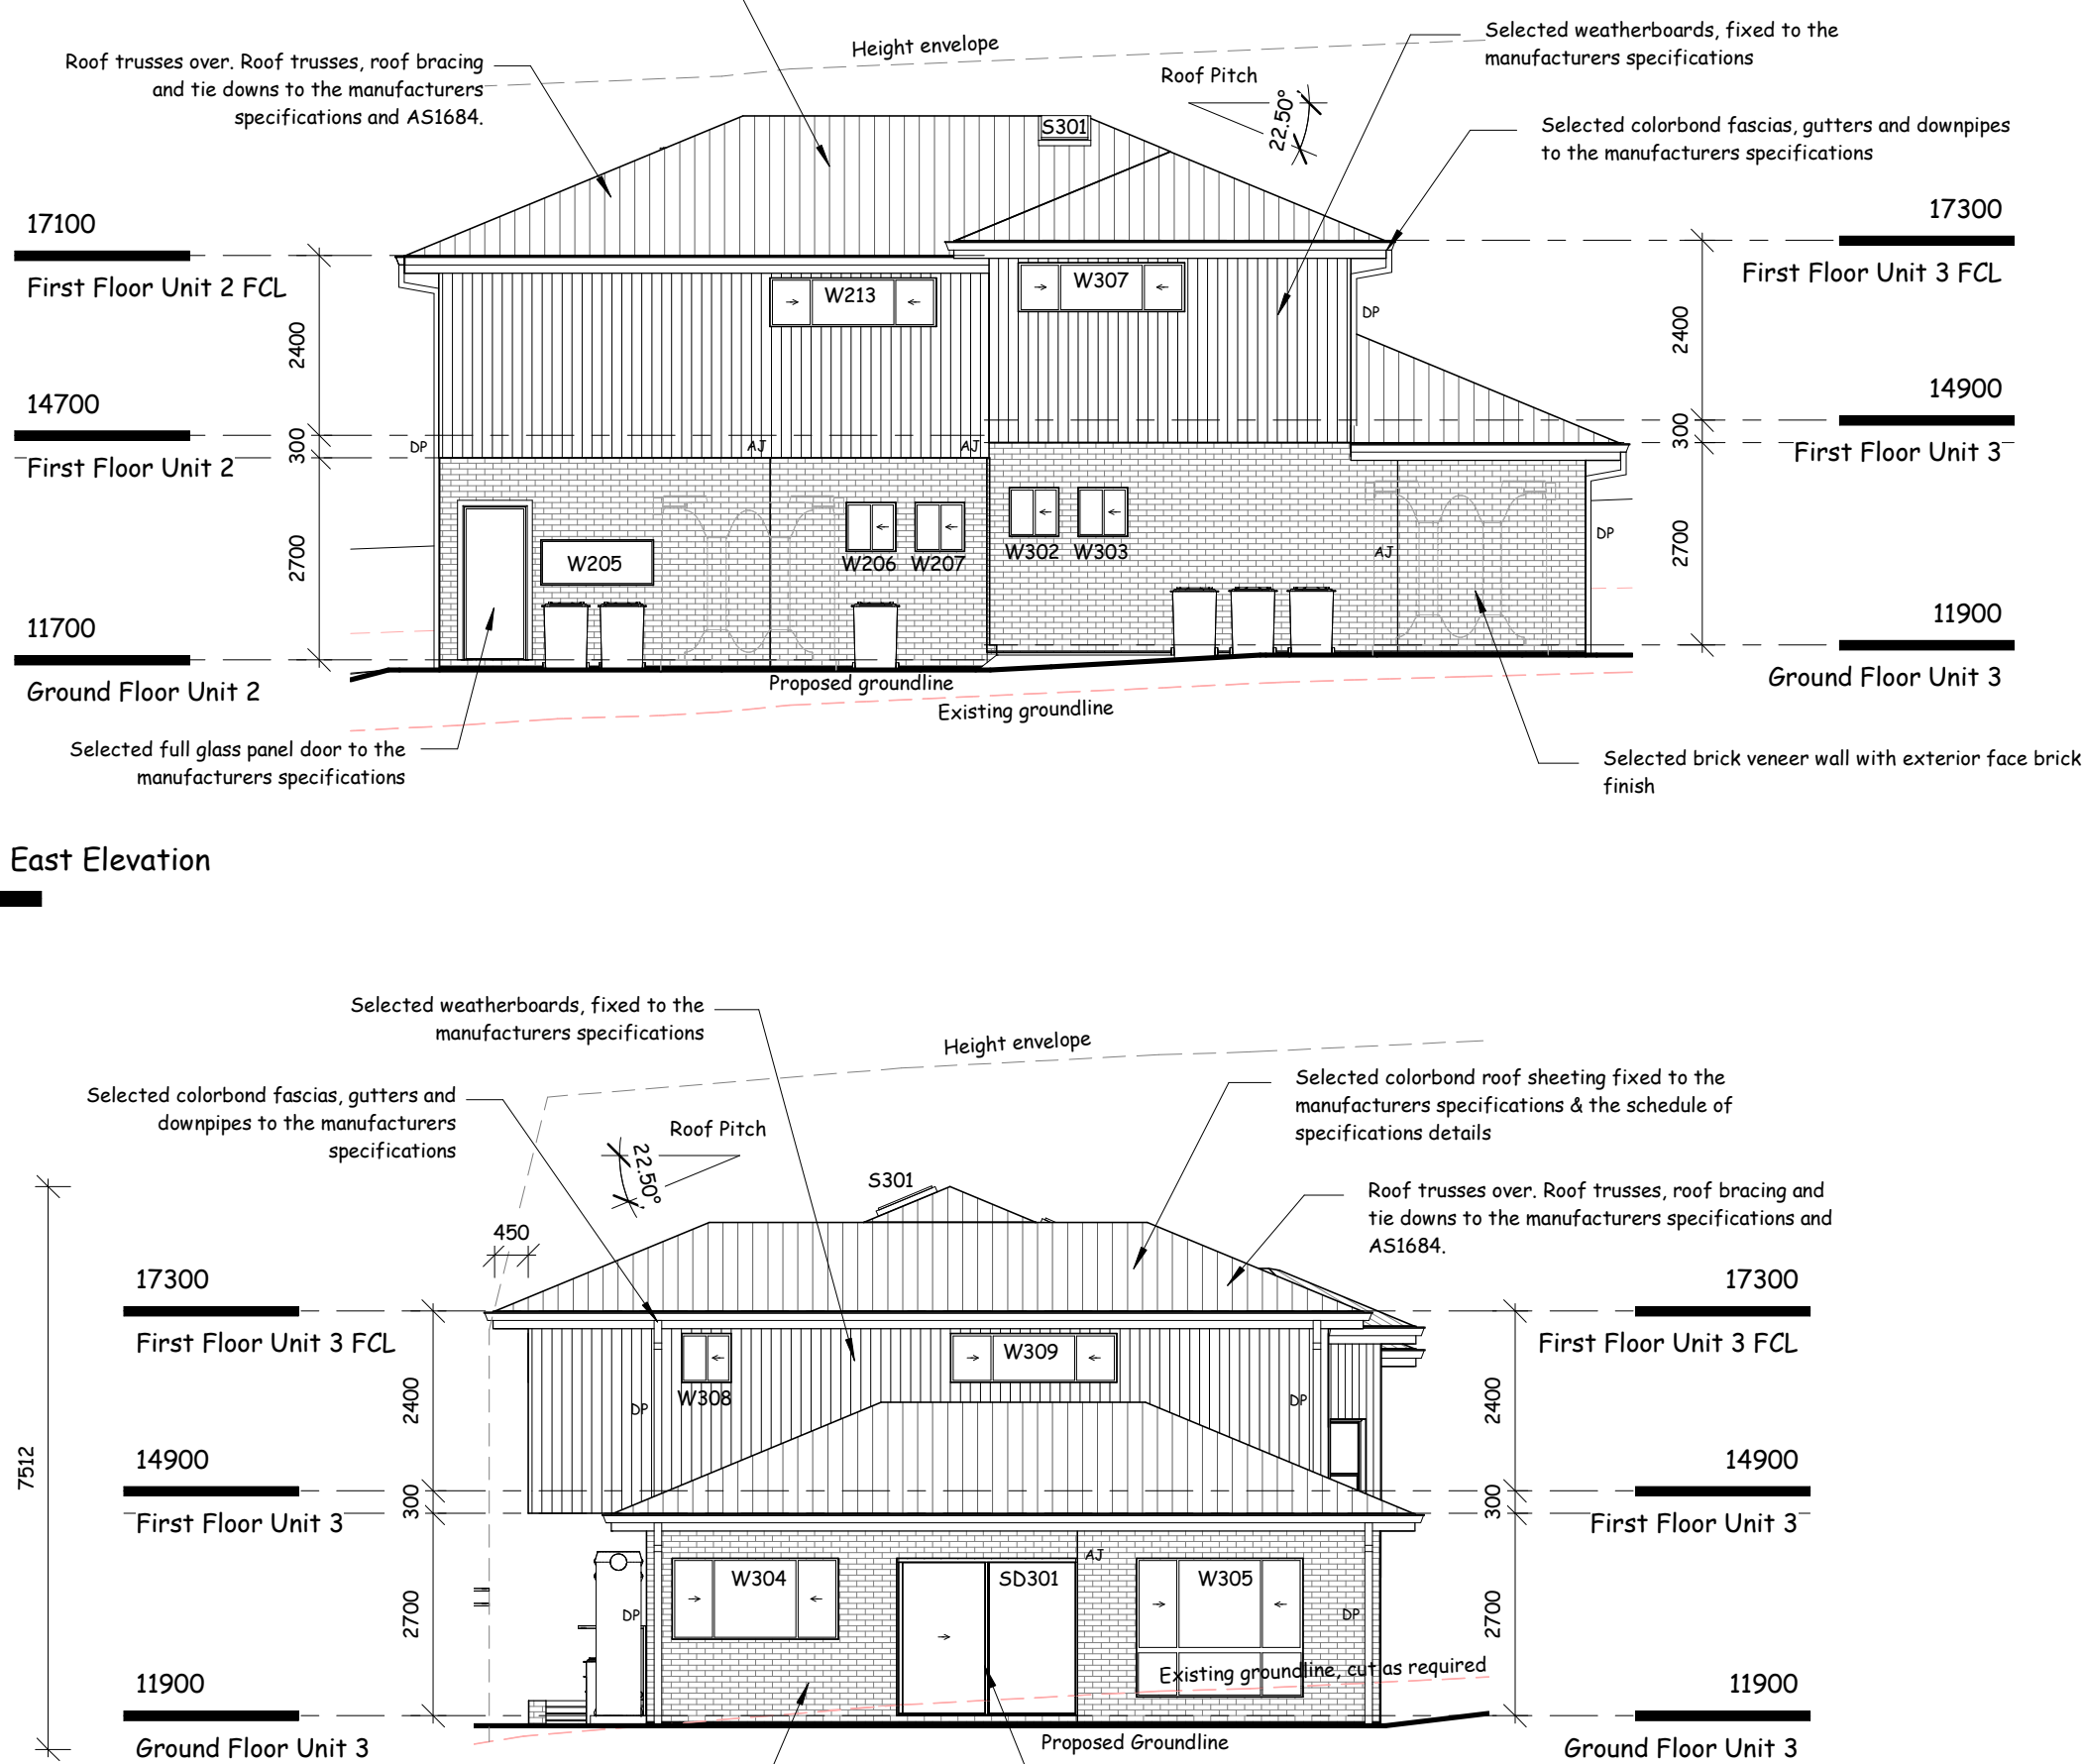 Height envelope
Selected weatherboards, fixed to the
manufacturers specifications
Roof trusses over. Roof trusses, roof bracing
and tie downs to the manufacturers
specifications and AS1684.
Roof Pitch
22.50°
S301
Selected colorbond fascias, gutters and downpipes
to the manufacturers specifications
17100
First Floor Unit 2 FCL
17300
First Floor Unit 3 FCL
W213
W307
DP
2400
2400
14700
First Floor Unit 2
14900
First Floor Unit 3
300
300
DP
AJ
AJ
W205
W206
W207
W302
W303
AJ
DP
2700
2700
11700
Ground Floor Unit 2
11900
Ground Floor Unit 3
Proposed groundline
Existing groundline
Selected full glass panel door to the
manufacturers specifications
Selected brick veneer wall with exterior face brick
finish
East Elevation
Selected weatherboards, fixed to the
manufacturers specifications
Height envelope
Selected colorbond fascias, gutters and
downpipes to the manufacturers
specifications
Selected colorbond roof sheeting fixed to the
manufacturers specifications & the schedule of
specifications details
Roof Pitch
22.50°
S301
Roof trusses over. Roof trusses, roof bracing and
tie downs to the manufacturers specifications and
AS1684.
450
17300
First Floor Unit 3 FCL
17300
First Floor Unit 3 FCL
W308
W309
DP
DP
2400
2400
7512
14900
First Floor Unit 3
14900
First Floor Unit 3
300
300
AJ
W304
SD301
W305
DP
DP
2700
2700
Existing groundline, cut as required
11900
Ground Floor Unit 3
11900
Ground Floor Unit 3
Proposed Groundline